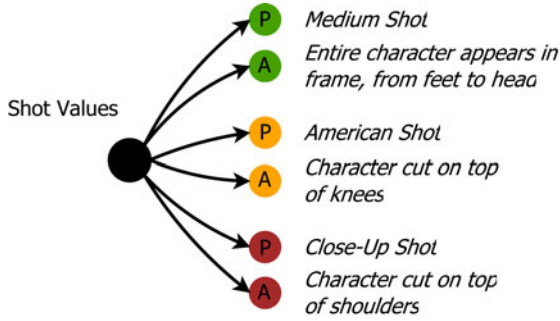 P Medium Shot
A Entire character appears in
frame, from feet to head
Shot Values
P American Shot
A Character cut on top
of knees
P Close-Up Shot
A Character cut on top
of shoulders